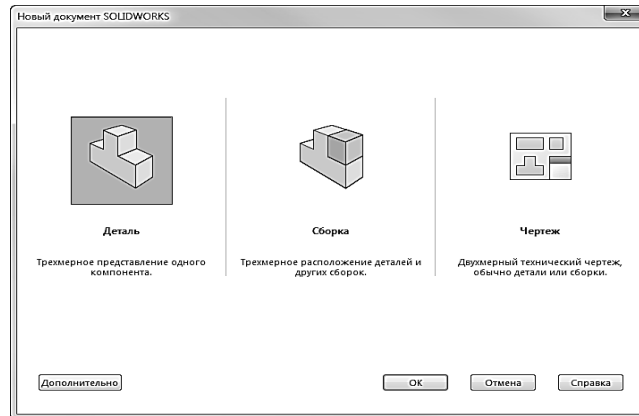 Новый документ SOLIDWORKS
Деталь
Трехмерное представление одного
компонента.
Сборка
Трехмерное расположение деталей и
других сборок.
Чертеж
Двухмерный технический чертеж,
обычно детали или сборки.
Дополнительно
ОК
Отмена
Справка